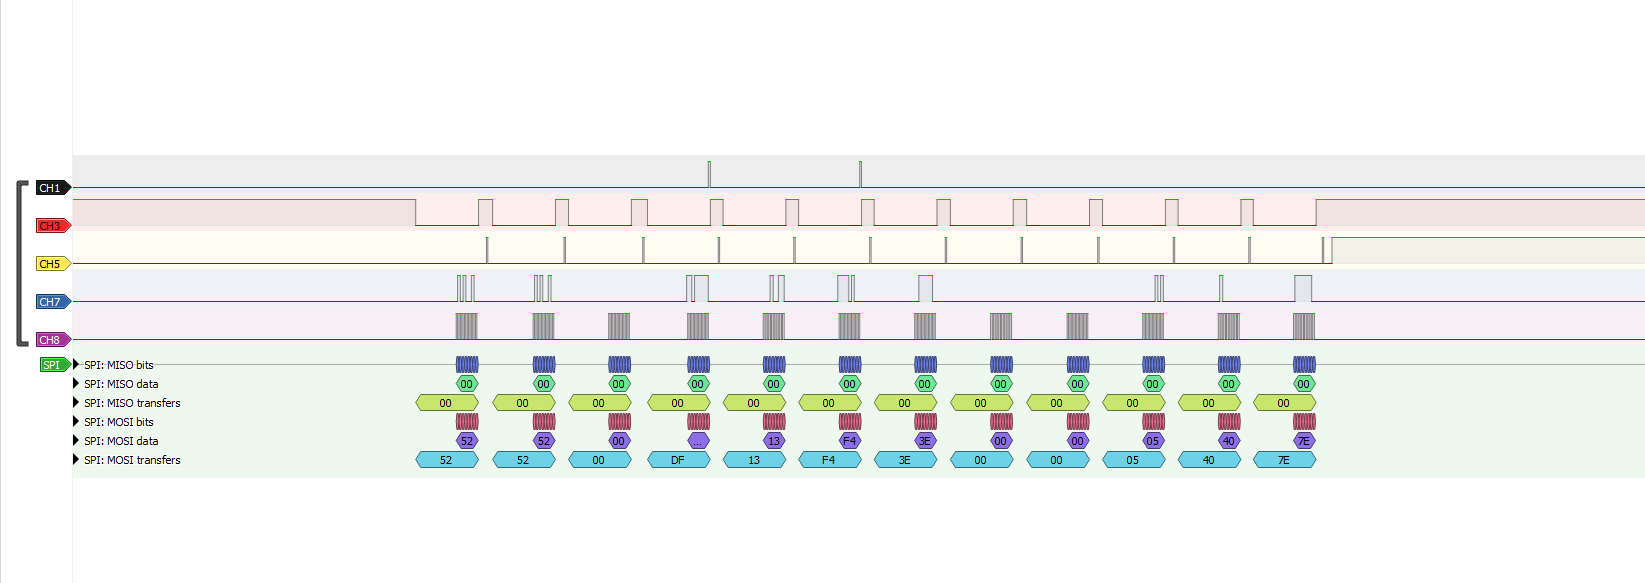 CH1
CH3
CH5
CH7
CH8
SPI SPI: MISO bits
SPI: MISO data 00 00 00 00 00 00 00 00 00 00 00 00
SPI: MISO transfers 00 00 00 00 00 00 00 00 00 00 00 00
SPI: MOSI bits
SPI: MOSI data 52 52 00 ... 13 F4 3E 00 00 05 40 7E
SPI: MOSI transfers 52 52 00 DF 13 F4 3E 00 00 05 40 7E